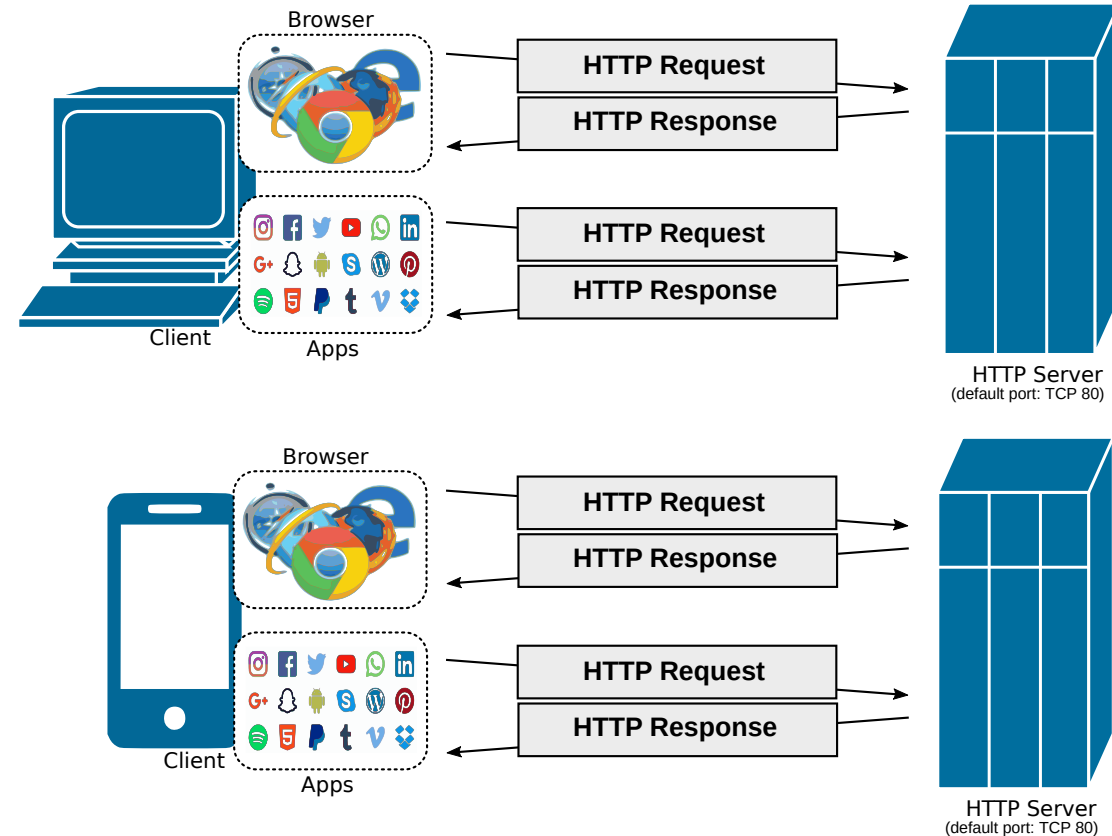 Browser
HTTP Request
HTTP Response
HTTP Request
HTTP Response
Client
Apps
HTTP Server
(default port: TCP 80)
Browser
HTTP Request
HTTP Response
HTTP Request
HTTP Response
Client
Apps
HTTP Server
(default port: TCP 80)